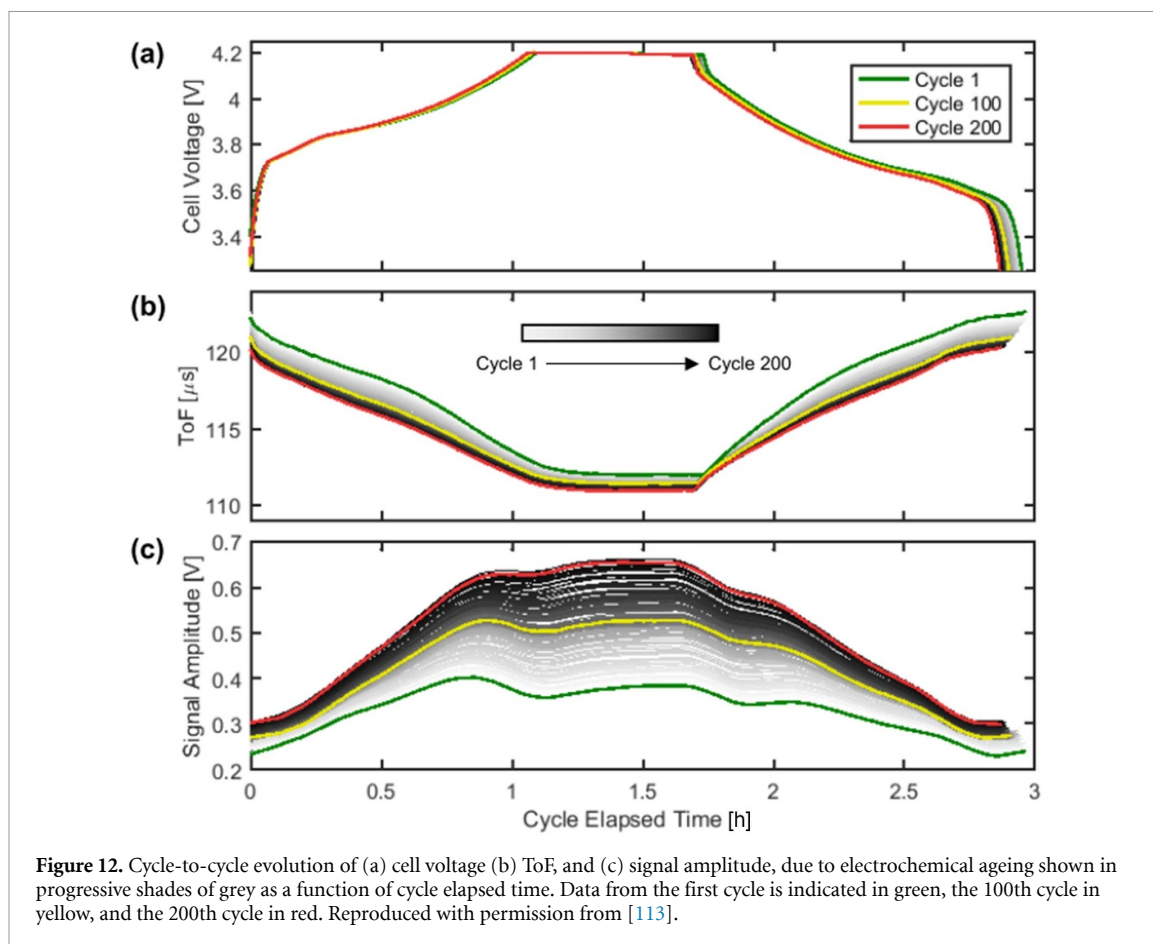 (a)
Cell Voltage [V]
4.2
4
3.8
3.6
3.4
Cycle 1
Cycle 100
Cycle 200
(b)
ToF [μs]
120
115
110
Cycle 1
Cycle 200
(c)
Signal Amplitude [V]
0.7
0.6
0.5
0.4
0.3
0.2
0 0.5 1 1.5 2 2.5 3
Cycle Elapsed Time [h]
Figure 12. Cycle-to-cycle evolution of (a) cell voltage (b) ToF, and (c) signal amplitude, due to electrochemical ageing shown in
progressive shades of grey as a function of cycle elapsed time. Data from the first cycle is indicated in green, the 100th cycle in
yellow, and the 200th cycle in red. Reproduced with permission from [113].